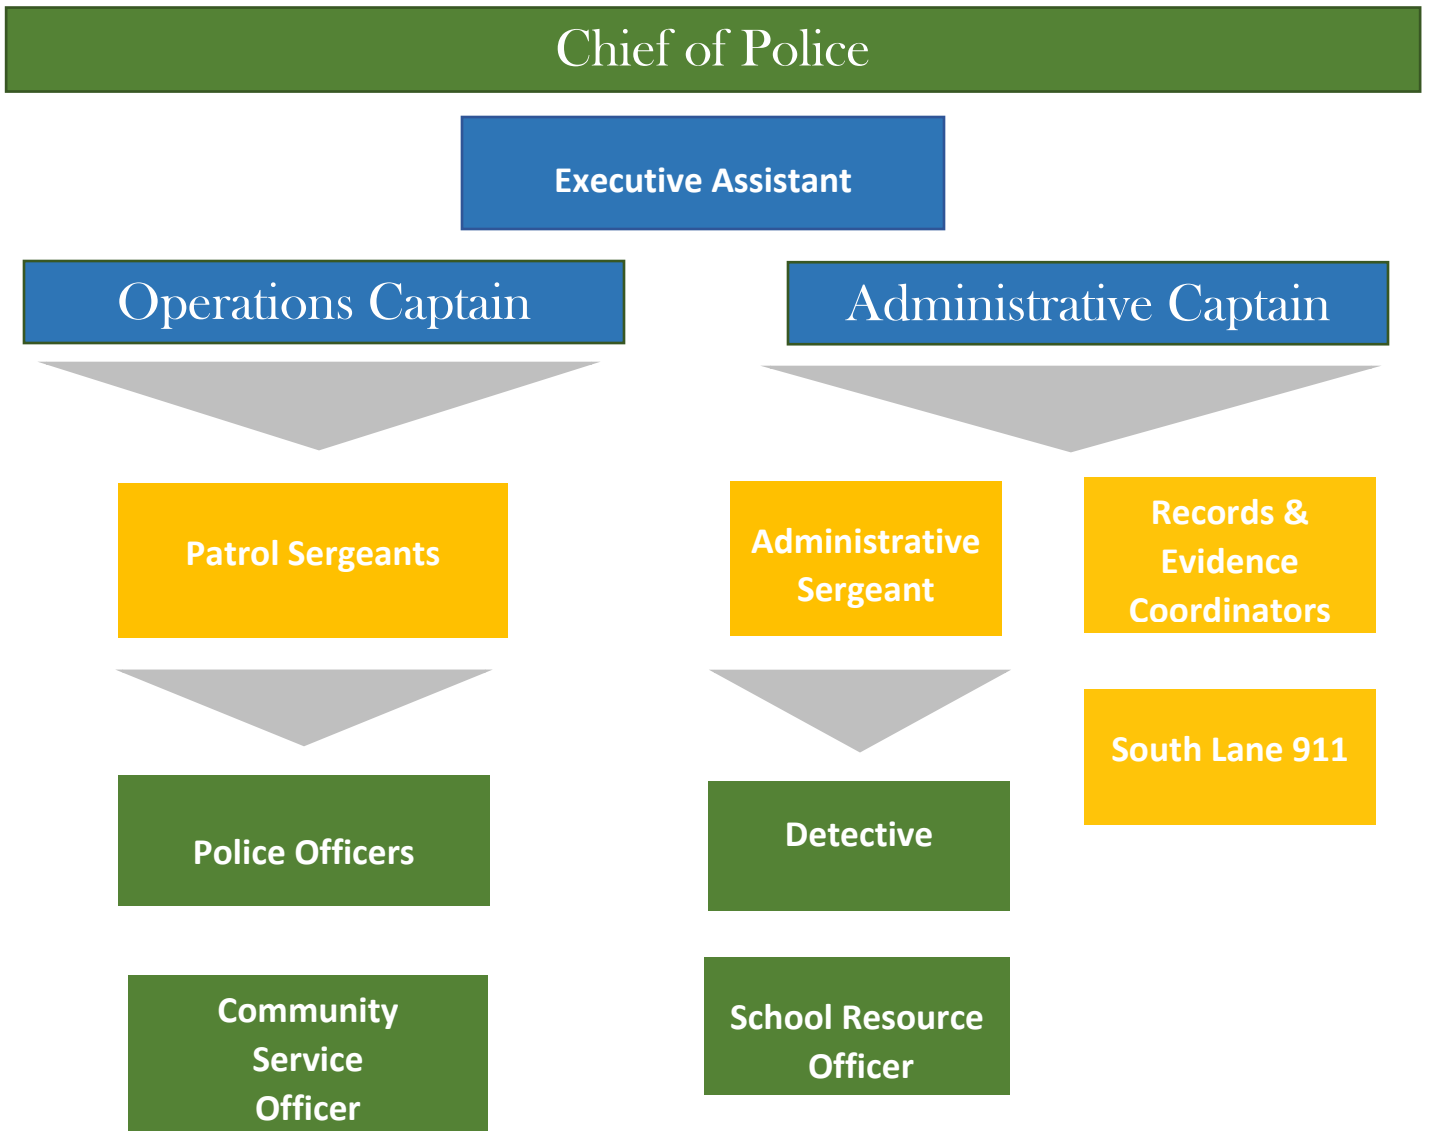 Chief of Police
Executive Assistant
Operations Captain
Administrative Captain
Patrol Sergeants
Administrative
Sergeant
Records &
Evidence
Coordinators
South Lane 911
Police Officers
Detective
Community
Service
Officer
School Resource
Officer